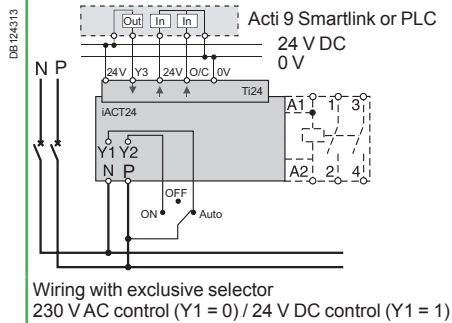 DB124313
Out In In Acti 9 Smartlink or PLC
24 V DC
0 V
N P
24V Y3 24V O/C 0V
Ti24
iACT24
A1 1 3
Y1 Y2
N P
A2 2 4
OFF
ON Auto
Wiring with exclusive selector
230 V AC control (Y1 = 0) / 24 V DC control (Y1 = 1)